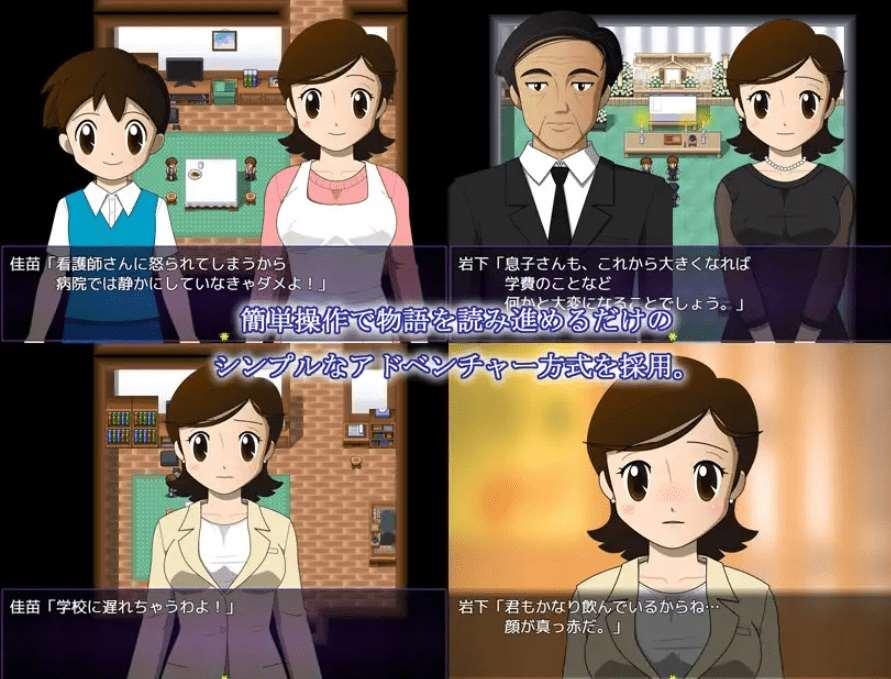 佳苗「看護師さんに怒られてしまうから
病院では静かにしていなきゃダメよ!」
岩下「息子さんも、これから大きくなれば
学費のことなど
何かと大変になることでしょう。」
簡単操作で物語を読み進めるだけの
シンプルなアドベンチャー方式を採用。
佳苗「学校に遅れちゃうわよ!」
岩下「君もかなり飲んでいるからね…
顔が真っ赤だ。」